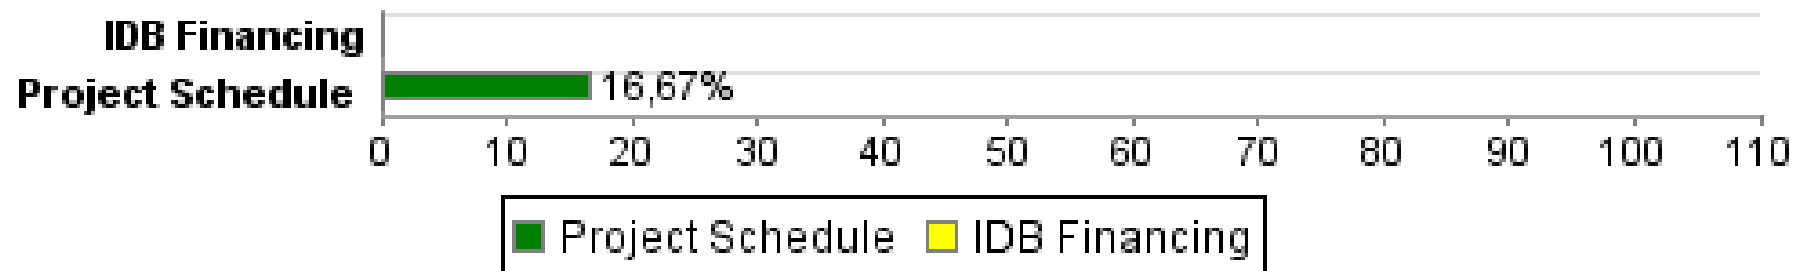 IDB Financing
Project Schedule 16,67%
0 10 20 30 40 50 60 70 80 90 100 110
Project Schedule IDB Financing